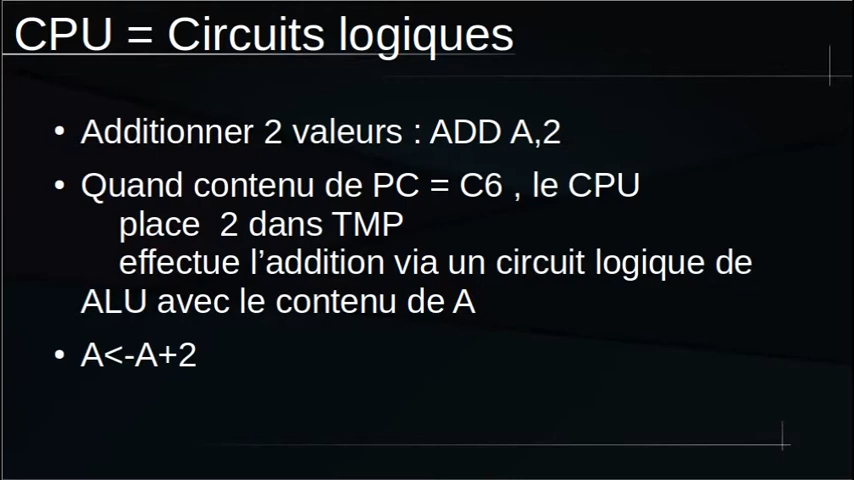 CPU = Circuits logiques
• Additionner 2 valeurs : ADD A,2
• Quand contenu de PC = C6 , le CPU
place  2 dans TMP
effectue l’addition via un circuit logique de
ALU avec le contenu de A
• A<-A+2